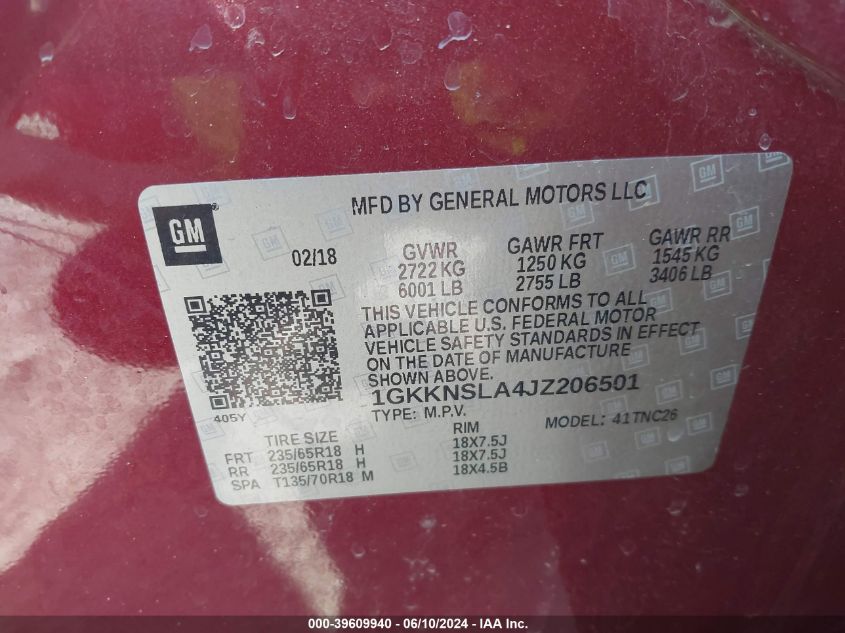 GM
MFD BY GENERAL MOTORS LLC
02/18
GVWR GAWR FRT GAWR RR
2722 KG 1250 KG 1545 KG
6001 LB 2755 LB 3406 LB
THIS VEHICLE CONFORMS TO ALL
APPLICABLE U.S. FEDERAL MOTOR
VEHICLE SAFETY STANDARDS IN EFFECT
ON THE DATE OF MANUFACTURE
SHOWN ABOVE.
1GKKNSLA4JZ206501
405Y
TYPE: M.P.V. MODEL: 41TNC26
TIRE SIZE RIM
FRT 235/65R18 H 18X7.5J
RR 235/65R18 H 18X7.5J
SPA T135/70R18 M 18X4.5B
000-39609940 - 06/10/2024 - IAA Inc.